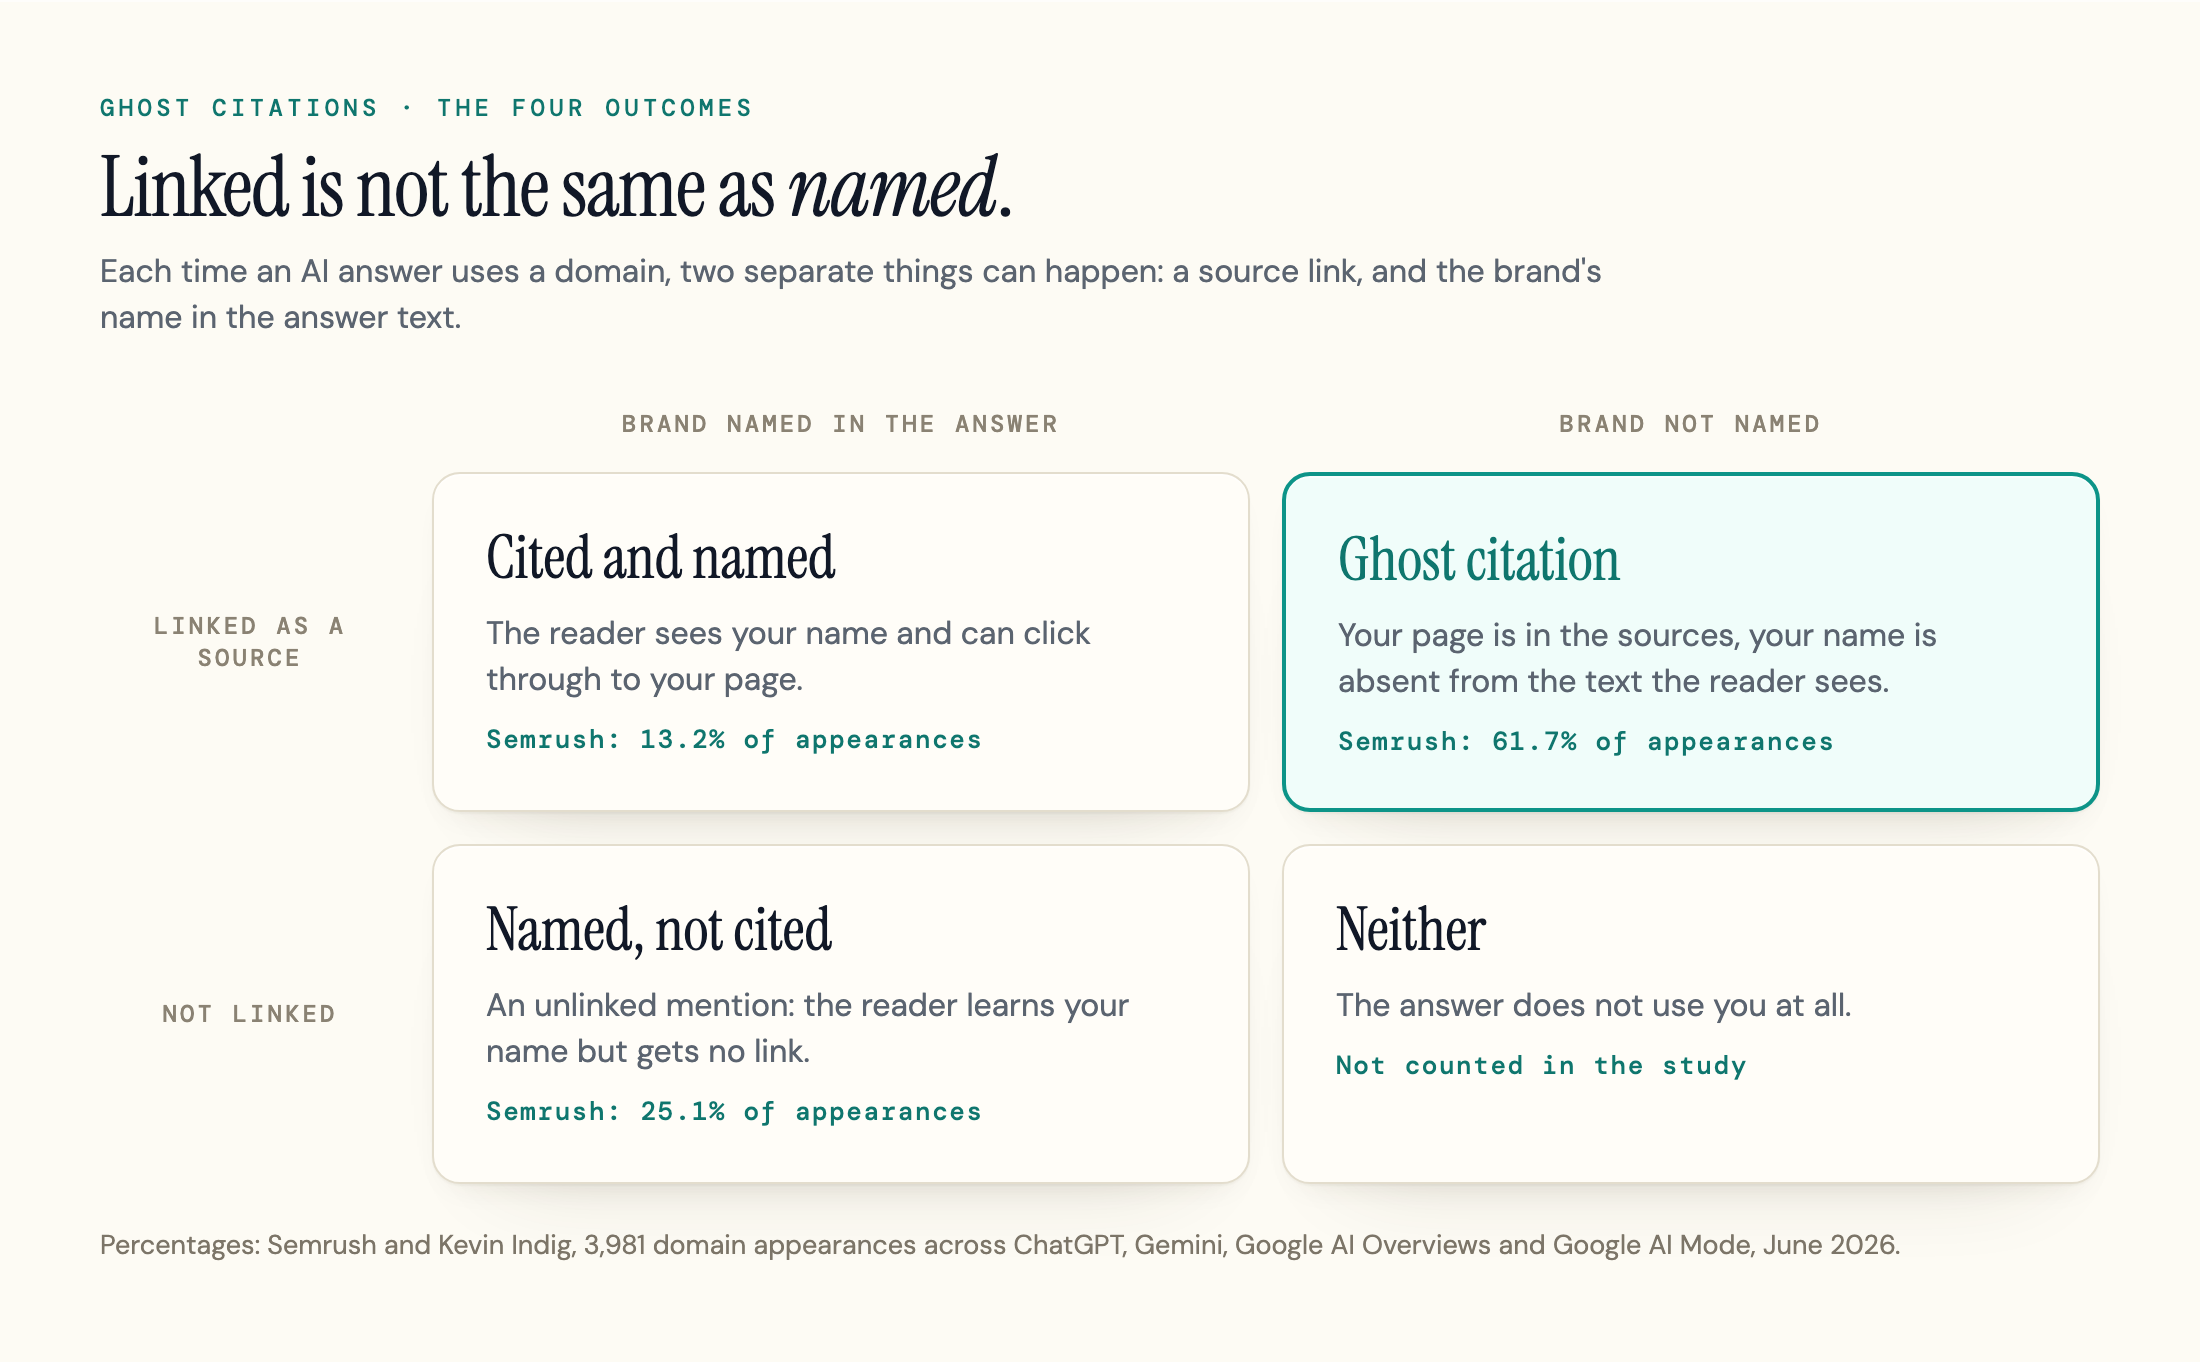 GHOST CITATIONS · THE FOUR OUTCOMES
Linked is not the same as named.
Each time an AI answer uses a domain, two separate things can happen: a source link, and the brand's
name in the answer text.
BRAND NAMED IN THE ANSWER
BRAND NOT NAMED
LINKED AS A
SOURCE
Cited and named
The reader sees your name and can click
through to your page.
Semrush: 13.2% of appearances
Ghost citation
Your page is in the sources, your name is
absent from the text the reader sees.
Semrush: 61.7% of appearances
NOT LINKED
Named, not cited
An unlinked mention: the reader learns your
name but gets no link.
Semrush: 25.1% of appearances
Neither
The answer does not use you at all.
Not counted in the study
Percentages: Semrush and Kevin Indig, 3,981 domain appearances across ChatGPT, Gemini, Google AI Overviews and Google AI Mode, June 2026.